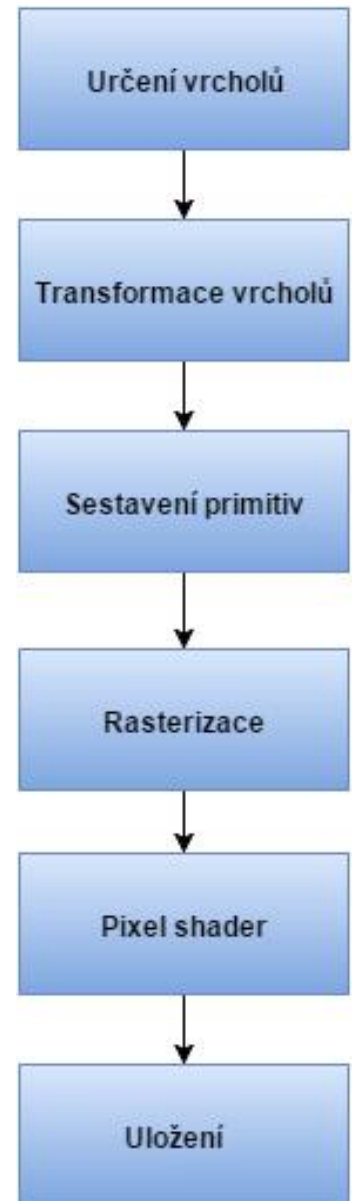 Určení vrcholů
Transformace vrcholů
Sestavení primitiv
Rasterizace
Pixel shader
Uložení